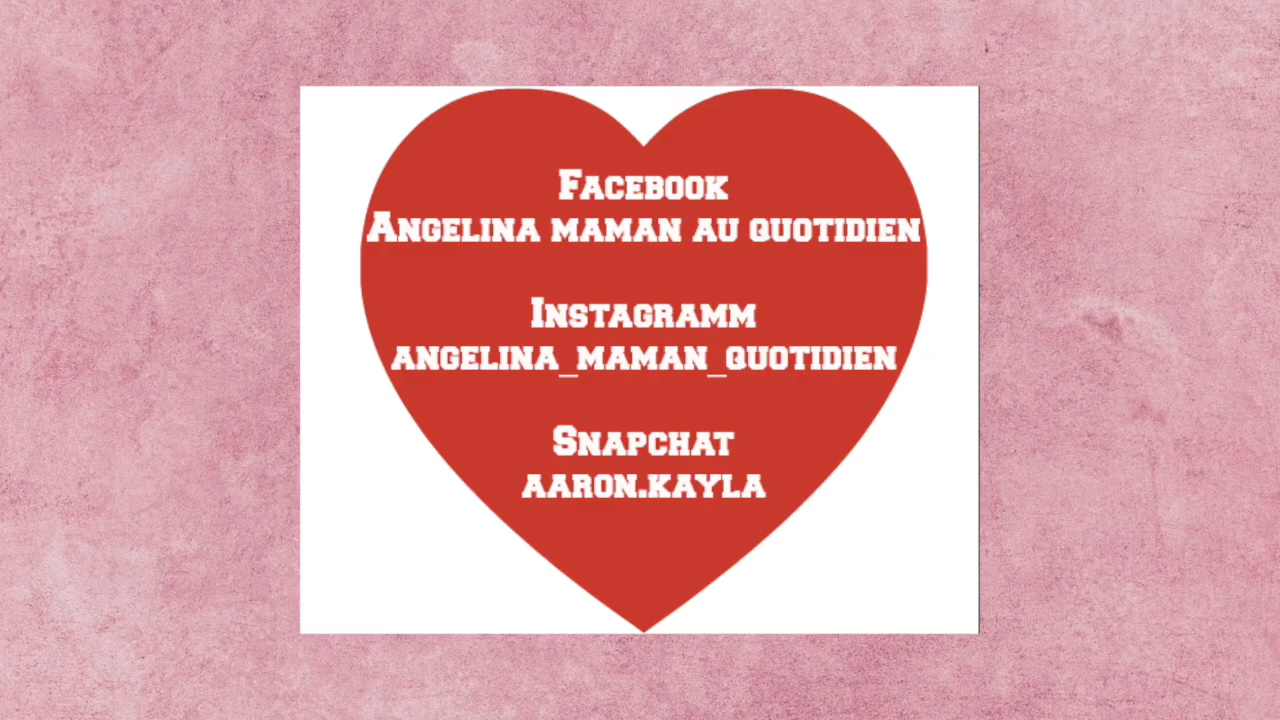 Facebook
Angelina maman au quotidien
Instagramm
angelina_maman_quotidien
Snapchat
aaron.kayla